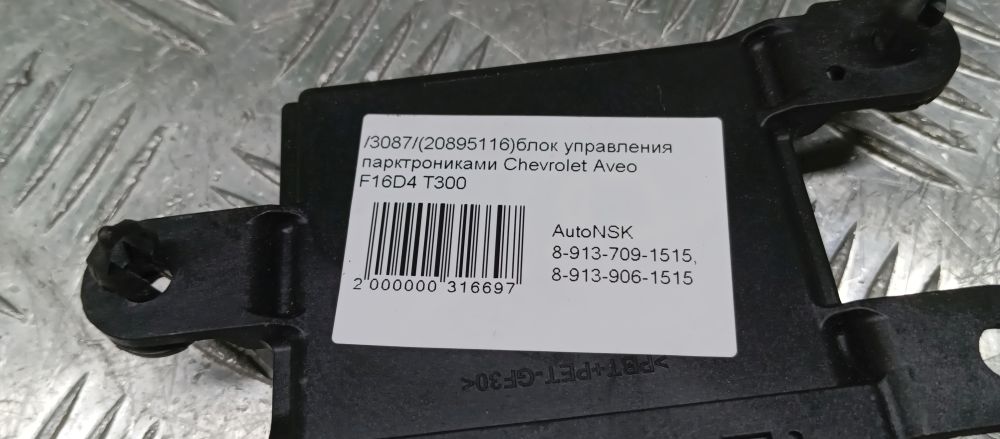 /3087/(20895116)блок управления
парктрониками Chevrolet Aveo
F16D4 T300
AutoNSK
8-913-709-1515,
8-913-906-1515
2 000000 316697
>PBT+PET-GF30<